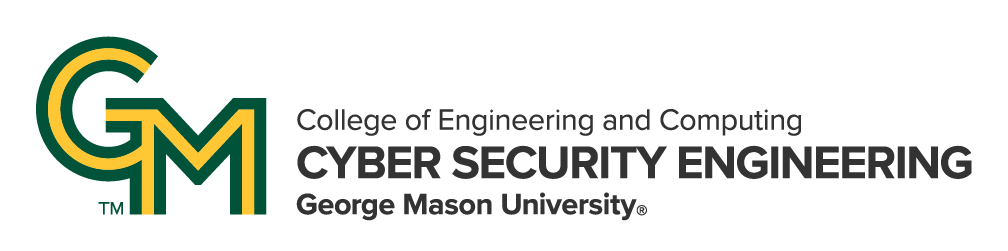 GM
TM
College of Engineering and Computing
CYBER SECURITY ENGINEERING
George Mason University®